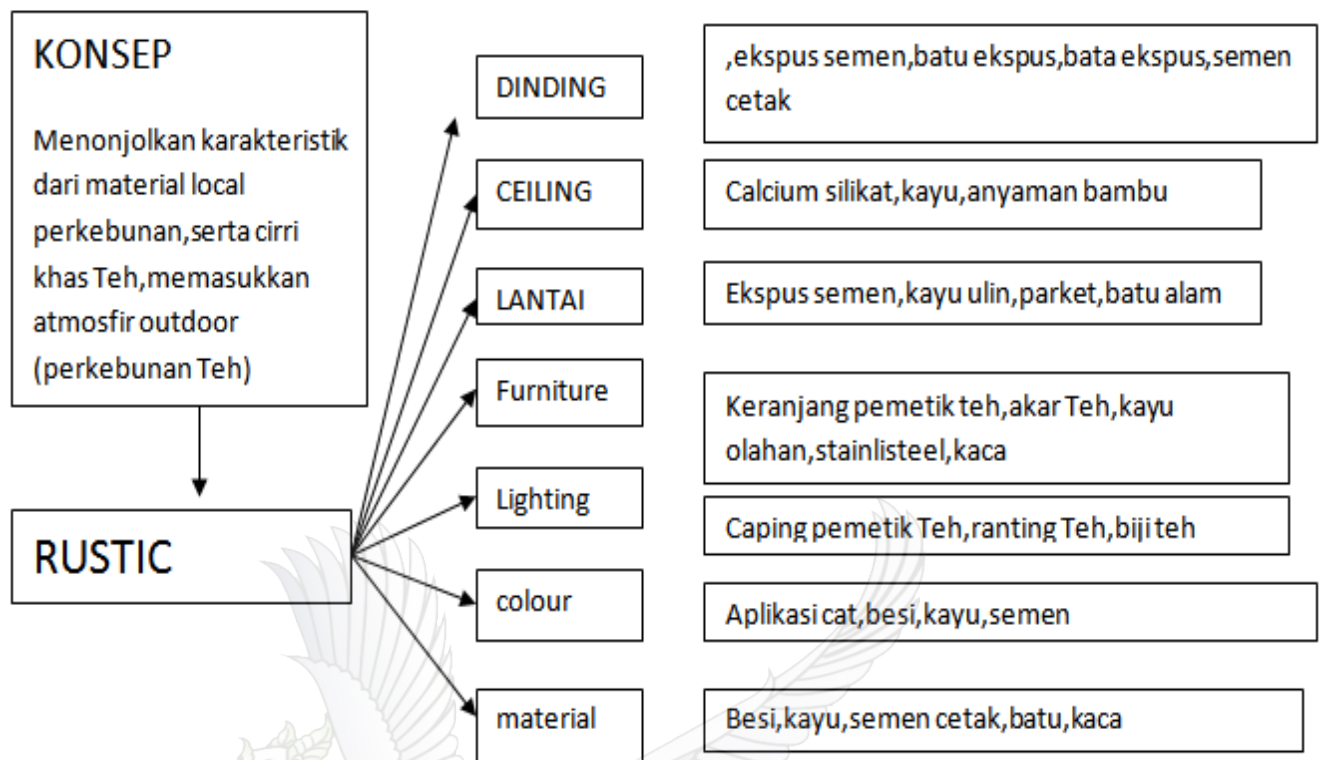 KONSEP
Menonjolkan karakteristik
dari material local
perkebunan,serta cirri
khas Teh,memasukkan
atmosfir outdoor
(perkebunan Teh)
RUSTIC
DINDING
,ekspus semen,batu ekspus,bata ekspus,semen
cetak
CEILING
Calcium silikat,kayu,anyaman bambu
LANTAI
Ekspus semen,kayu ulin,parket,batu alam
Furniture
Keranjang pemetik teh,akar Teh,kayu
olahan,stainlisteel,kaca
Lighting
Caping pemetik Teh,ranting Teh,biji teh
colour
Aplikasi cat,besi,kayu,semen
material
Besi,kayu,semen cetak,batu,kaca